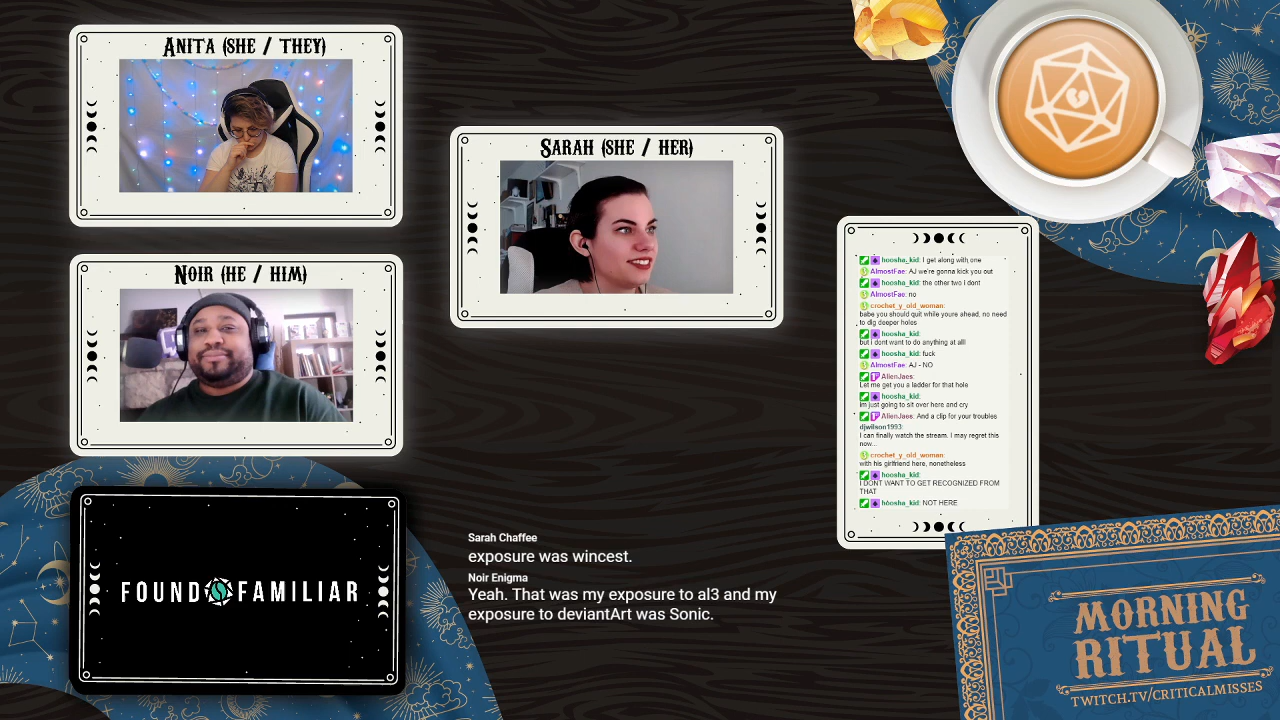 ANITA (SHE / THEY)
SARAH (SHE / HER)
NOIR (HE / HIM)
hoosha_kid: I get along with one
AlmostFae: AJ we're gonna kick you out
hoosha_kid: the other two i dont
AlmostFae: no
crochet_y_old_woman:
babe you should quit while youre ahead, no need
to dig deeper holes
hoosha_kid:
but i dont want to do anything at alll
hoosha_kid: fuck
AlmostFae: AJ - NO
AlienJaes:
Let me get you a ladder for that hole
hoosha_kid:
im just going to sit over here and cry
AlienJaes: And a clip for your troubles
djwilson1993:
I can finally watch the stream. I may regret this
now...
crochet_y_old_woman:
with his girlfriend here, nonetheless
hoosha_kid:
I DONT WANT TO GET RECOGNIZED FROM
THAT
hoosha_kid: NOT HERE
FOUND FAMILIAR
Sarah Chaffee
exposure was wincest.
Noir Enigma
Yeah. That was my exposure to al3 and my
exposure to deviantArt was Sonic.
MORNING
RITUAL
TWITCH.TV/CRITICALMISSES